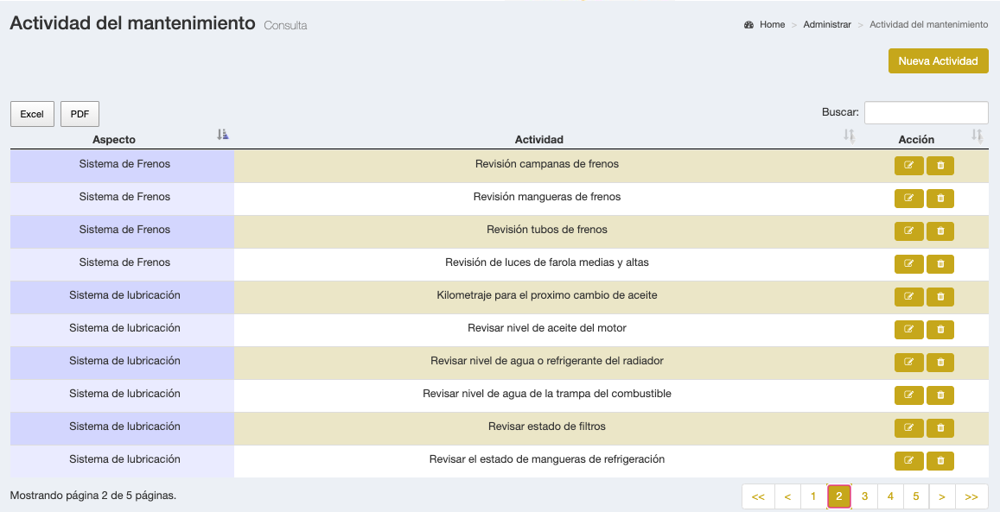 Actividad del mantenimiento Consulta
Home > Administrar > Actividad del mantenimiento
Nueva Actividad
Excel PDF
Buscar:
Aspecto Actividad Acción
Sistema de Frenos Revisión campanas de frenos
Sistema de Frenos Revisión mangueras de frenos
Sistema de Frenos Revisión tubos de frenos
Sistema de Frenos Revisión de luces de farola medias y altas
Sistema de lubricación Kilometraje para el proximo cambio de aceite
Sistema de lubricación Revisar nivel de aceite del motor
Sistema de lubricación Revisar nivel de agua o refrigerante del radiador
Sistema de lubricación Revisar nivel de agua de la trampa del combustible
Sistema de lubricación Revisar estado de filtros
Sistema de lubricación Revisar el estado de mangueras de refrigeración
Mostrando página 2 de 5 páginas.
<< < 1 2 3 4 5 > >>